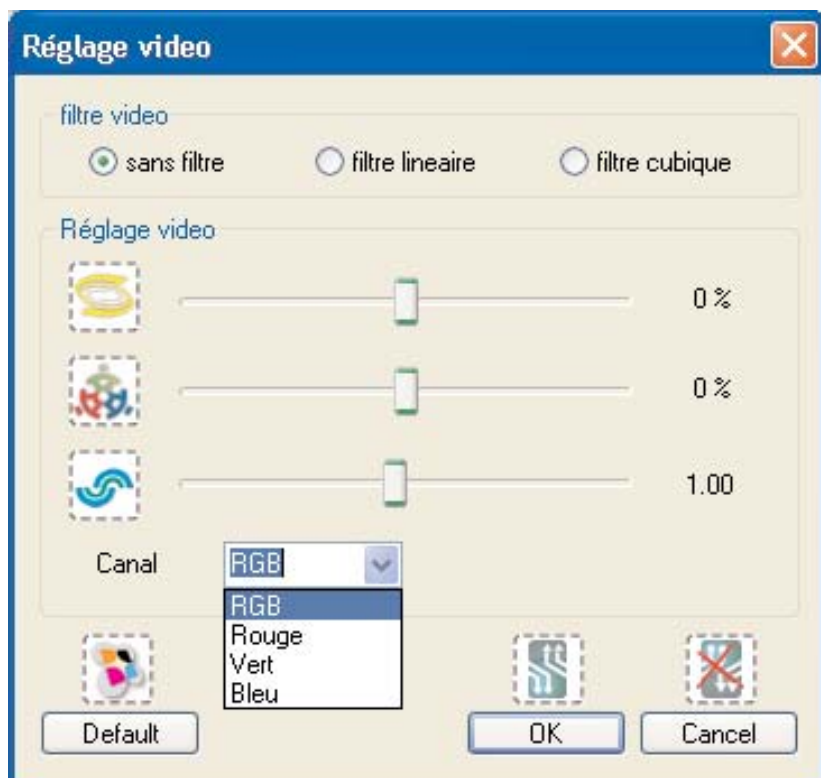 Réglage video
filtre video
sans filtre filtre lineaire filtre cubique
Réglage video
0 %
0 %
1.00
Canal RGB
RGB
Rouge
Vert
Bleu
Default OK Cancel